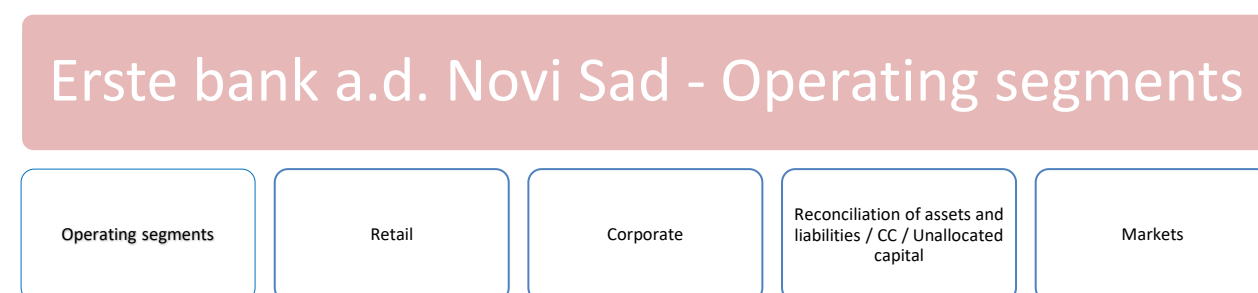 Erste bank a.d. Novi Sad - Operating segments
Operating segments
Retail
Corporate
Reconciliation of assets and
liabilities / CC / Unallocated
capital
Markets